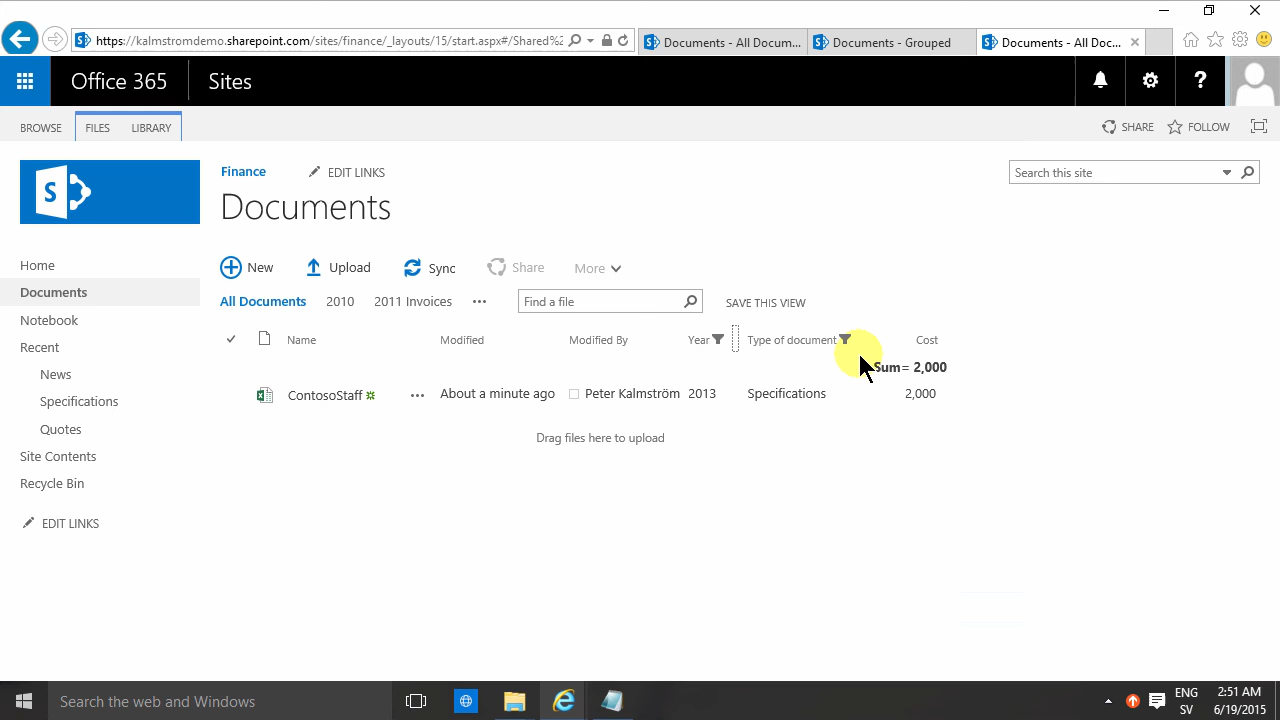 https://kalmstromdemo.sharepoint.com/sites/finance/_layouts/15/start.aspx#/Shared%2
Documents - All Docum...
Documents - Grouped
Documents - All Doc...
Office 365
Sites
?
BROWSE
FILES
LIBRARY
SHARE
FOLLOW
Finance
EDIT LINKS
Search this site
S
Documents
Home
Documents
Notebook
Recent
News
Specifications
Quotes
Site Contents
Recycle Bin
EDIT LINKS
New
Upload
Sync
Share
More
All Documents
2010
2011 Invoices
...
Find a file
SAVE THIS VIEW
Name
Modified
Modified By
Year
Type of document
Cost
Sum= 2,000
ContosoStaff
...
About a minute ago
Peter Kalmström
2013
Specifications
2,000
Drag files here to upload
Search the web and Windows
ENG
SV
2:51 AM
6/19/2015